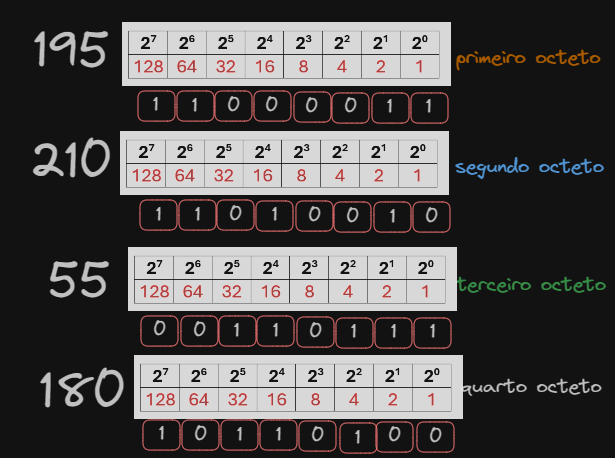 195 2⁷ 2⁶ 2⁵ 2⁴ 2³ 2² 2¹ 2⁰
128 64 32 16 8 4 2 1 primeiro octeto
1 1 0 0 0 0 1 1
210 2⁷ 2⁶ 2⁵ 2⁴ 2³ 2² 2¹ 2⁰
128 64 32 16 8 4 2 1 segundo octeto
1 1 0 1 0 0 1 0
55 2⁷ 2⁶ 2⁵ 2⁴ 2³ 2² 2¹ 2⁰
128 64 32 16 8 4 2 1 terceiro octeto
0 0 1 1 0 1 1 1
180 2⁷ 2⁶ 2⁵ 2⁴ 2³ 2² 2¹ 2⁰
128 64 32 16 8 4 2 1 quarto octeto
1 0 1 1 0 1 0 0